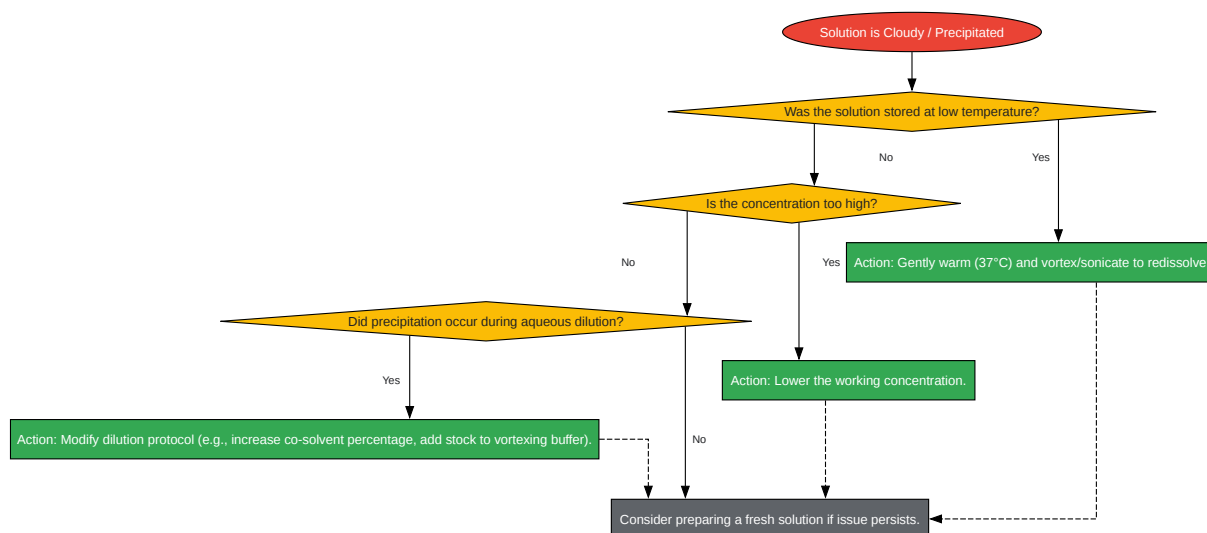 Solution is Cloudy / Precipitated
Was the solution stored at low temperature?
No
Yes
Is the concentration too high?
No
Yes
Action: Gently warm (37°C) and vortex/sonicate to redissolve
Did precipitation occur during aqueous dilution?
Yes
Action: Lower the working concentration.
Action: Modify dilution protocol (e.g., increase co-solvent percentage, add stock to vortexing buffer).
No
Consider preparing a fresh solution if issue persists.